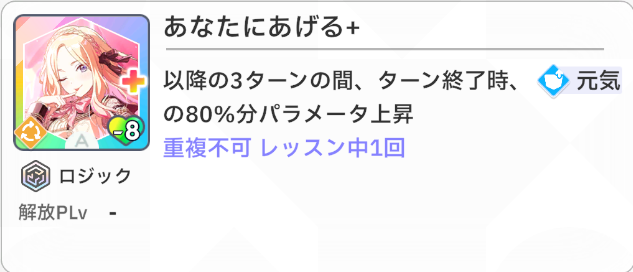 あなたにあげる+
以降の3ターンの間、ターン終了時、元気
の80%分パラメータ上昇
重複不可 レッスン中1回
A
-8
ロジック
解放PLv -